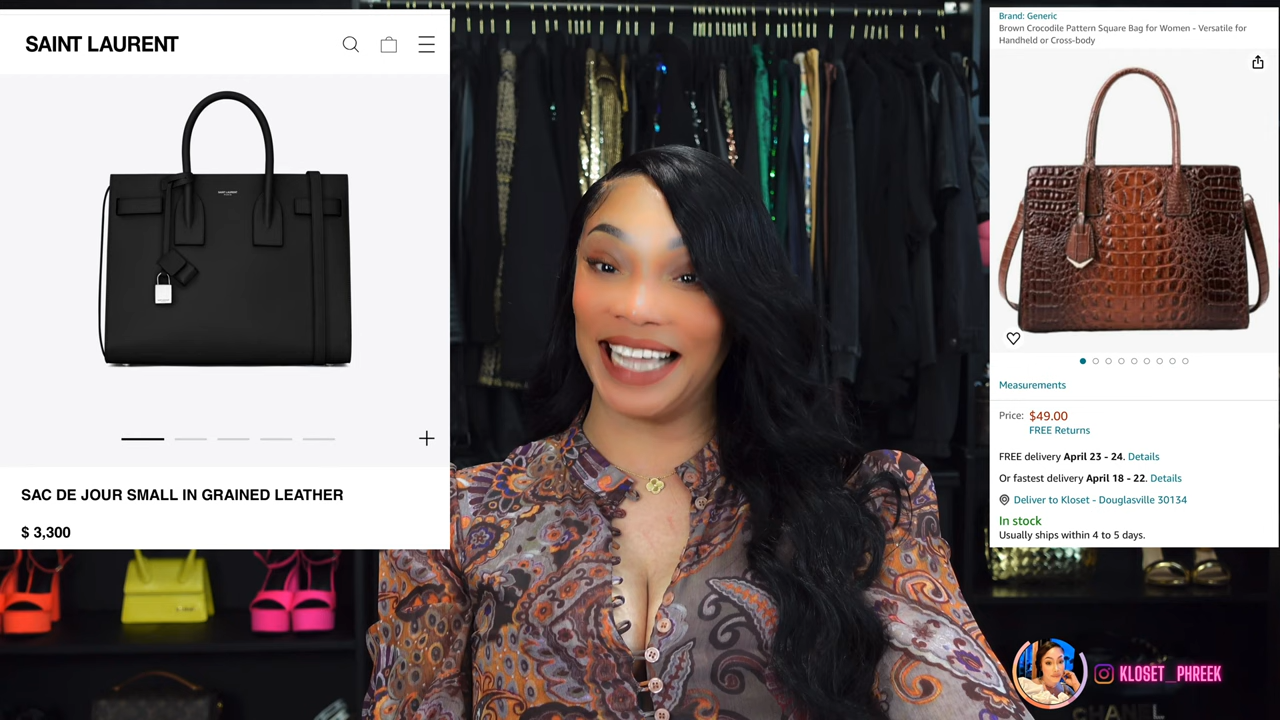 SAINT LAURENT
SAINT LAURENT
SAC DE JOUR SMALL IN GRAINED LEATHER
$ 3,300
Brand: Generic
Brown Crocodile Pattern Square Bag for Women - Versatile for
Handheld or Cross-body
Measurements
Price: $49.00
FREE Returns
FREE delivery April 23 - 24. Details
Or fastest delivery April 18 - 22. Details
Deliver to Kloset - Douglasville 30134
In stock
Usually ships within 4 to 5 days.
KLOSET_PHREEK
CHANEL